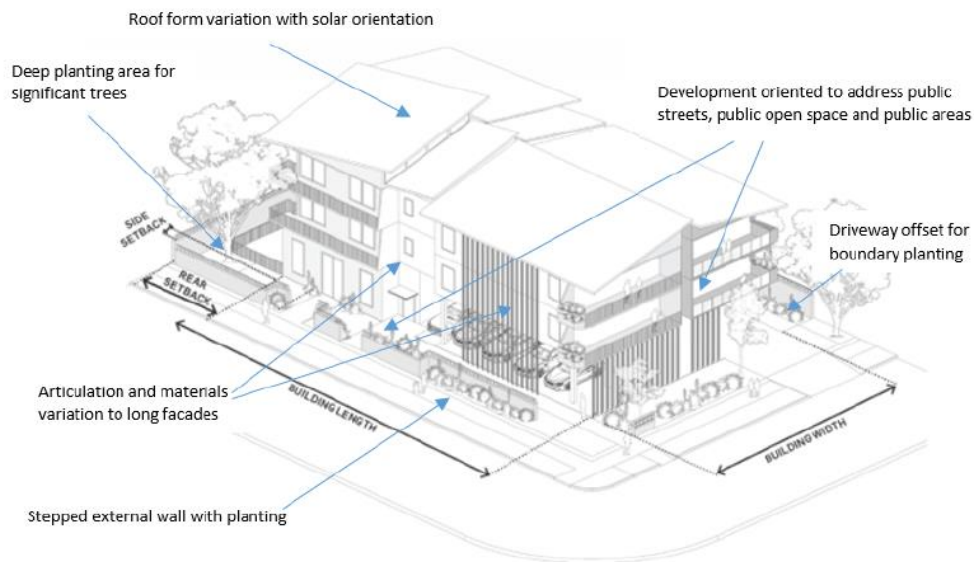 Roof form variation with solar orientation
Deep planting area for
significant trees
Development oriented to address public
streets, public open space and public areas
SIDE
SETBACK
Driveway offset for
boundary planting
REAR
SETBACK
Articulation and materials
variation to long facades
BUILDING LENGTH
BUILDING WIDTH
Stepped external wall with planting